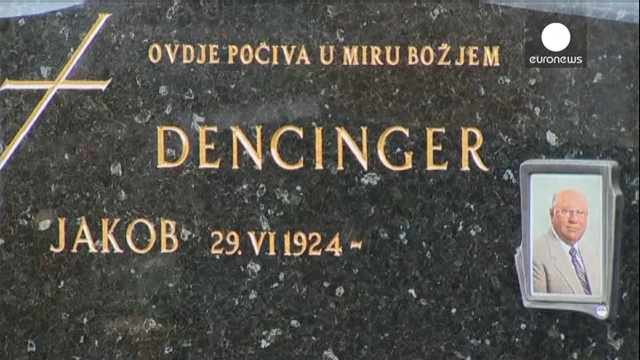 euronews
OVDJE POČIVA U MIRU BOŽJEM
DENCINGER
JAKOB 29. VI 1924 -